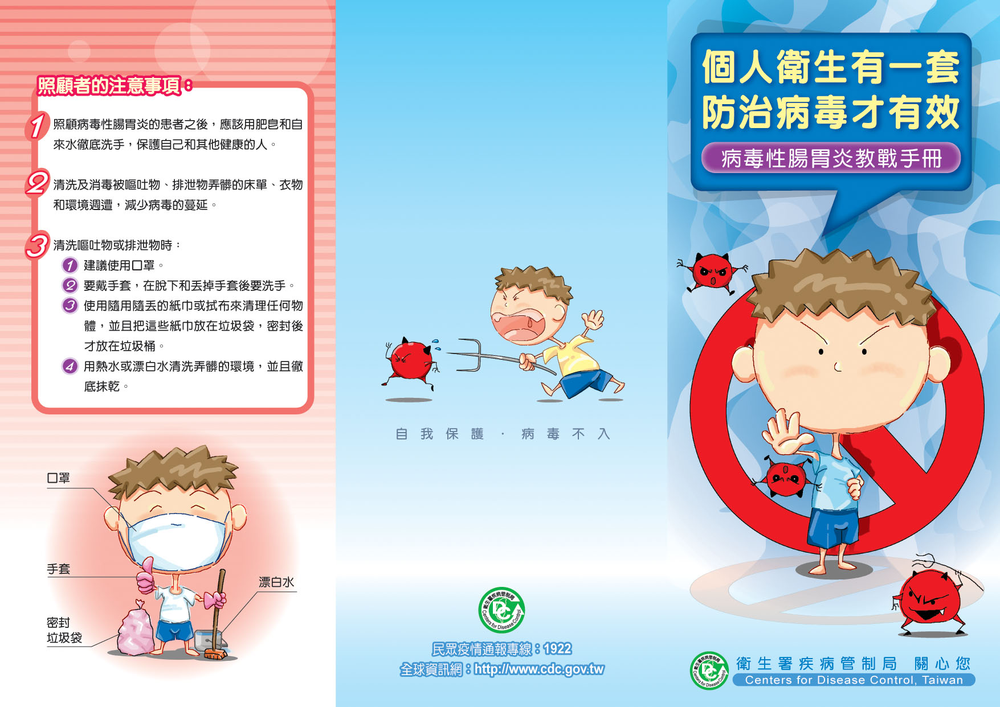 照顧者的注意事項：
1 照顧病毒性腸胃炎的患者之後，應該用肥皂和自
來水徹底洗手，保護自己和其他健康的人。
2 清洗及消毒被嘔吐物、排泄物弄髒的床單、衣物
和環境週遭，減少病毒的蔓延。
3 清洗嘔吐物或排泄物時：
1 建議使用口罩。
2 要戴手套，在脫下和丟掉手套後要洗手。
3 使用隨用隨丟的紙巾或拭布來清理任何物
體，並且把這些紙巾放在垃圾袋，密封後
才放在垃圾桶。
4 用熱水或漂白水清洗弄髒的環境，並且徹
底抹乾。
口罩
手套
漂白水
密封
垃圾袋
自我保護．病毒不入
衛生署疾病管制局
CDC
Centers for Disease Control
民眾疫情通報專線：1922
全球資訊網：http://www.cdc.gov.tw
個人衛生有一套
防治病毒才有效
病毒性腸胃炎教戰手冊
衛生署疾病管制局
CDC
Centers for Disease Control
衛生署疾病管制局 關心您
Centers for Disease Control, Taiwan